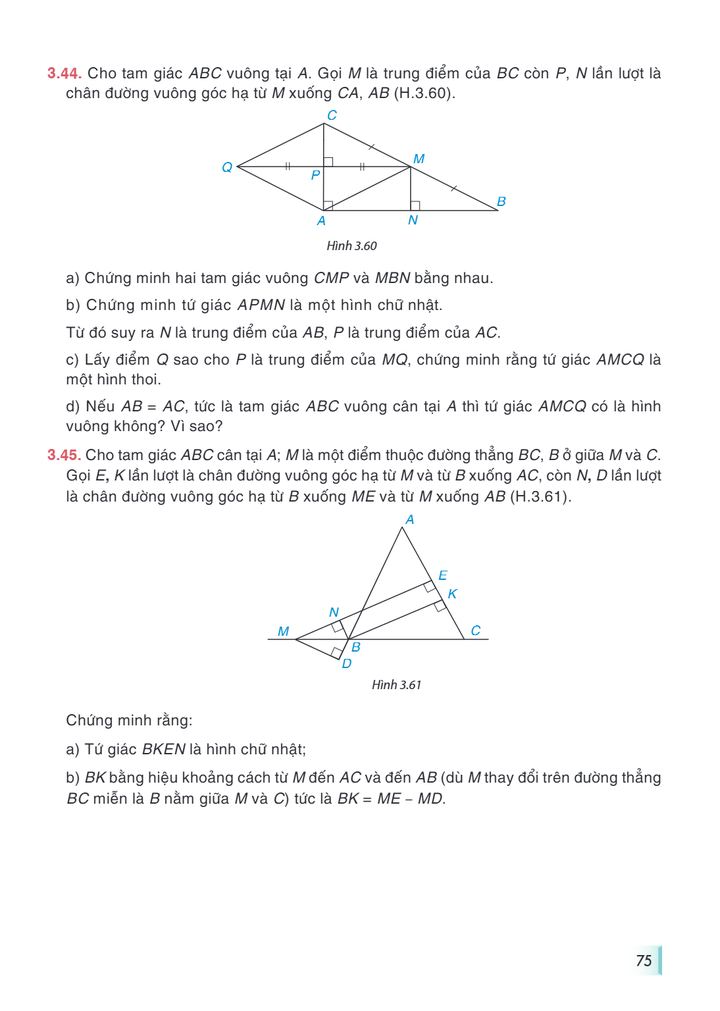 3.44. Cho tam giác ABC vuông tại A. Gọi M là trung điểm của BC còn P, N lần lượt là
chân đường vuông góc hạ từ M xuống CA, AB (H.3.60).
C
M
Q
P
B
A
N
Hình 3.60
a) Chứng minh hai tam giác vuông CMP và MBN bằng nhau.
b) Chứng minh tứ giác APMN là một hình chữ nhật.
Từ đó suy ra N là trung điểm của AB, P là trung điểm của AC.
c) Lấy điểm Q sao cho P là trung điểm của MQ, chứng minh rằng tứ giác AMCQ là
một hình thoi.
d) Nếu AB = AC, tức là tam giác ABC vuông cân tại A thì tứ giác AMCQ có là hình
vuông không? Vì sao?
3.45. Cho tam giác ABC cân tại A; M là một điểm thuộc đường thẳng BC, B ở giữa M và C.
Gọi E, K lần lượt là chân đường vuông góc hạ từ M và từ B xuống AC, còn N, D lần lượt
là chân đường vuông góc hạ từ B xuống ME và từ M xuống AB (H.3.61).
A
E
K
N
M
C
B
D
Hình 3.61
Chứng minh rằng:
a) Tứ giác BKEN là hình chữ nhật;
b) BK bằng hiệu khoảng cách từ M đến AC và đến AB (dù M thay đổi trên đường thẳng
BC miễn là B nằm giữa M và C) tức là BK = ME – MD.
75